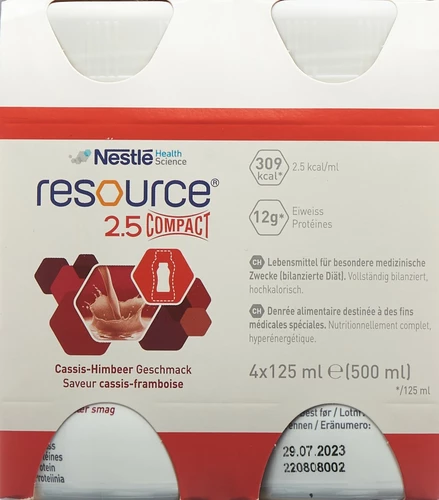 Nestlé Health
Science
resource®
2.5 COMPACT
309
kcal*
2.5 kcal/ml
12g*
Eiweiss
Protéines
CH Lebensmittel für besondere medizinische
Zwecke (bilanzierte Diät). Vollständig bilanziert,
hochkalorisch.
CH Denrée alimentaire destinée à des fins
médicales spéciales. Nutritionnellement complet,
hyperénergétique.
Cassis-Himbeer Geschmack
Saveur cassis-framboise
4x125 ml ℮ (500 ml)
*/125 ml
smag
29.07.2023
220808002